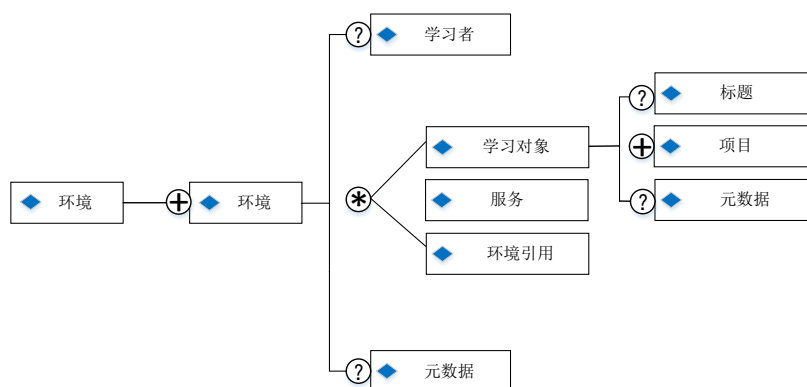 ? 学习者
? 标题
学习对象
+ 项目
环境
+ 环境
* 服务
? 元数据
环境引用
? 元数据